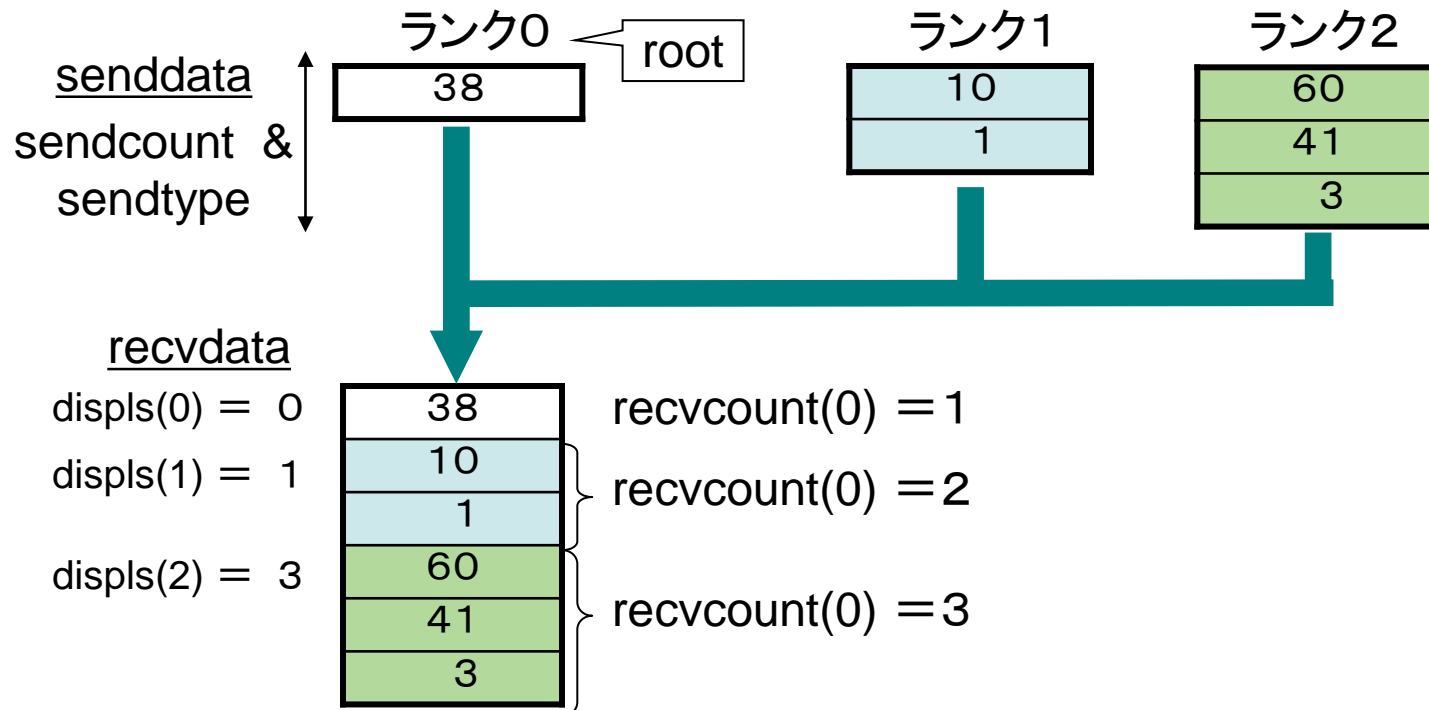 ランク0
root
ランク1
ランク2
senddata
sendcount &
sendtype
38
10
1
60
41
3
recvdata
displs(0) = 0
displs(1) = 1
displs(2) = 3
38
10
1
60
41
3
recvcount(0) =1
recvcount(0) =2
recvcount(0) =3